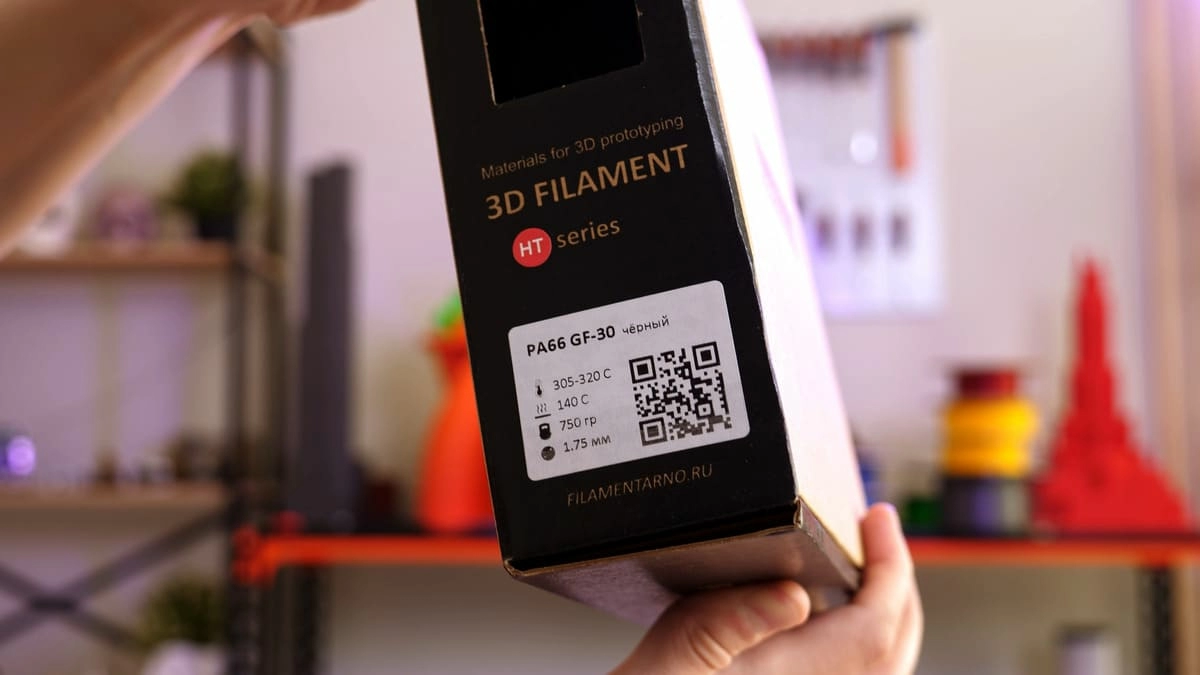 Materials for 3D prototyping
3D FILAMENT
HT series
PA66 GF-30 чёрный
305-320 C
140 C
750 гр
1.75 мм
FILAMENTARNO.RU